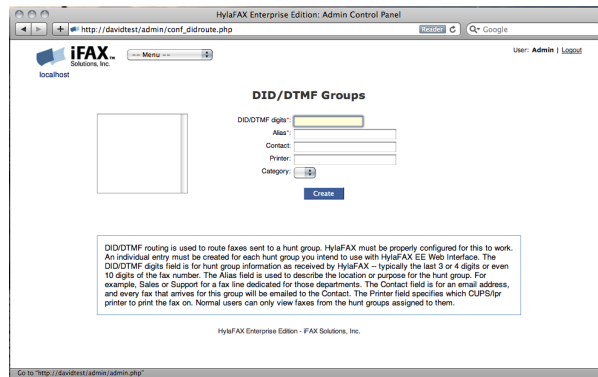 HylaFAX Enterprise Edition: Admin Control Panel
http://davidtest/admin/conf_didroute.php
Reader
Google
iFAX™
Solutions, Inc.
localhost
-- Menu --
User: Admin | Logout
DID/DTMF Groups
DID/DTMF digits*:
Alias*:
Contact:
Printer:
Category:
Create
DID/DTMF routing is used to route faxes sent to a hunt group. HylaFAX must be properly configured for this to work.
An individual entry must be created for each hunt group you intend to use with HylaFAX EE Web Interface. The
DID/DTMF digits field is for hunt group information as received by HylaFAX -- typically the last 3 or 4 digits or even
10 digits of the fax number. The Alias field is used to describe the location or purpose for the hunt group. For
example, Sales or Support for a fax line dedicated for those departments. The Contact field is for an email address,
and every fax that arrives for this group will be emailed to the Contact. The Printer field specifies which CUPS/lpr
printer to print the fax on. Normal users can only view faxes from the hunt groups assigned to them.
HylaFAX Enterprise Edition - iFAX Solutions, Inc.
Go to "http://davidtest/admin/admin.php"